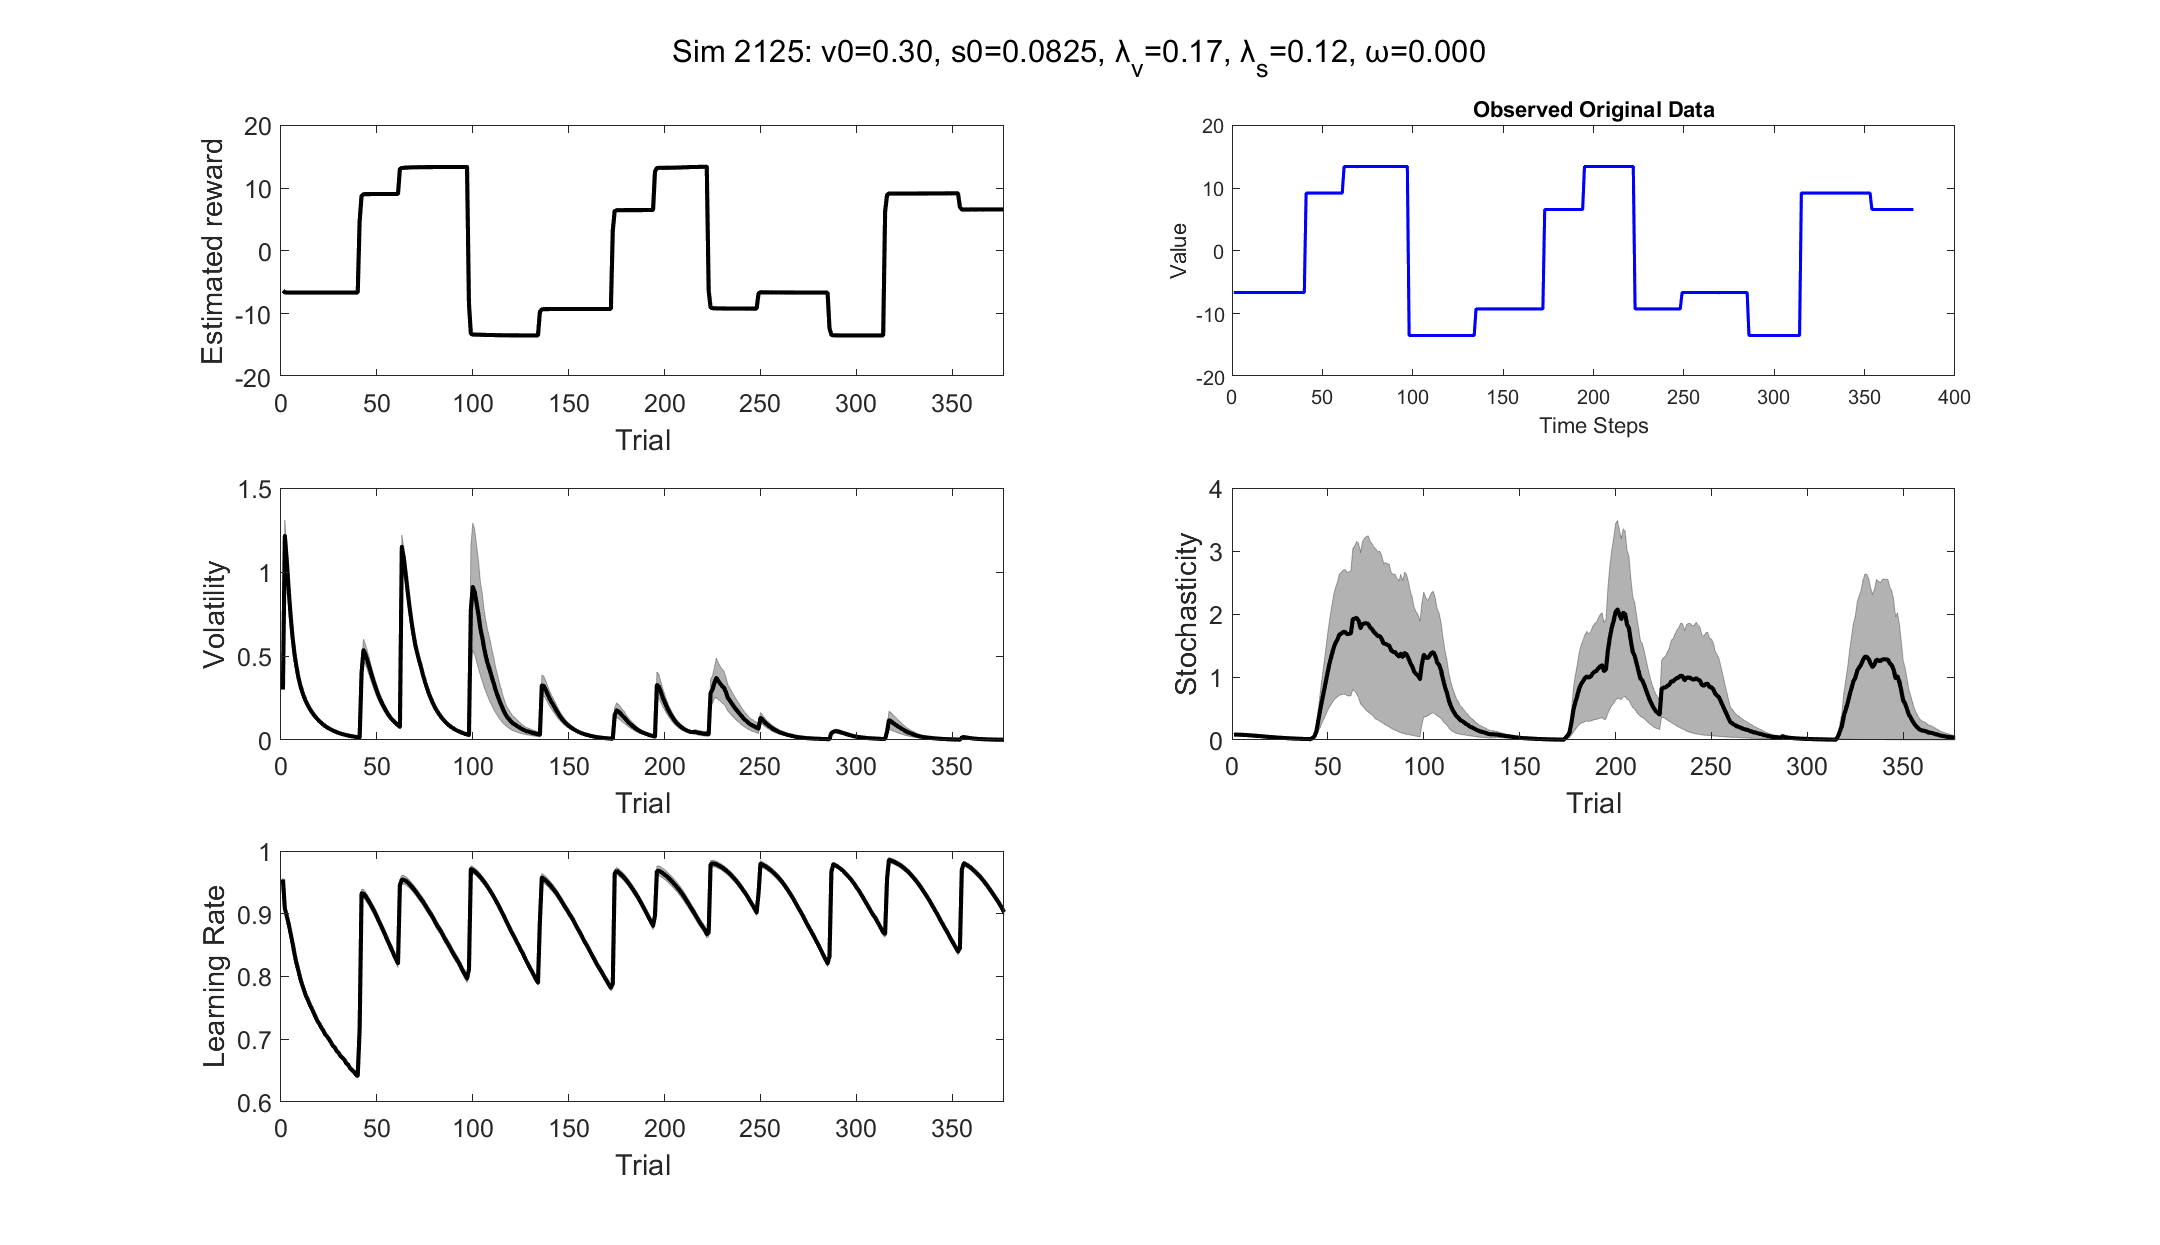 Sim 2125: v0=0.30, s0=0.0825, λ_v=0.17, λ_s=0.12, ω=0.000
Estimated reward
20
10
0
-10
-20
0 50 100 150 200 250 300 350
Trial
Observed Original Data
Value
20
10
0
-10
-20
0 50 100 150 200 250 300 350 400
Time Steps
Volatility
1.5
1
0.5
0
0 50 100 150 200 250 300 350
Trial
Stochasticity
4
3
2
1
0
0 50 100 150 200 250 300 350
Trial
Learning Rate
1
0.9
0.8
0.7
0.6
0 50 100 150 200 250 300 350
Trial